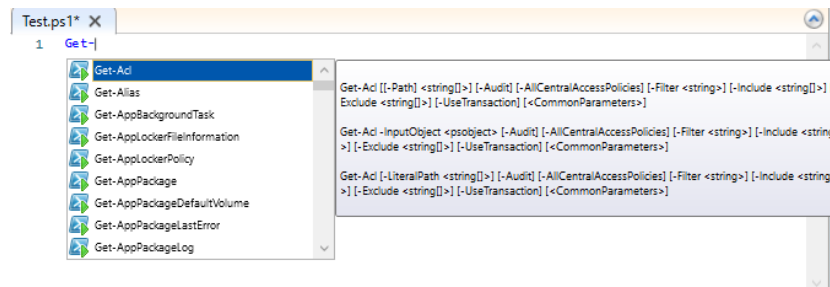 Test.ps1* X
1 Get-
Get-Acl
Get-Alias
Get-AppBackgroundTask
Get-AppLockerFileInformation
Get-AppLockerPolicy
Get-AppPackage
Get-AppPackageDefaultVolume
Get-AppPackageLastError
Get-AppPackageLog
Get-Acl [[-Path] <string[]>] [-Audit] [-AllCentralAccessPolicies] [-Filter <string>] [-Include <string[]>]
Exclude <string[]>] [-UseTransaction] [<CommonParameters>]
Get-Acl -InputObject <psobject> [-Audit] [-AllCentralAccessPolicies] [-Filter <string>] [-Include <string
>] [-Exclude <string[]>] [-UseTransaction] [<CommonParameters>]
Get-Acl [-LiteralPath <string[]>] [-Audit] [-AllCentralAccessPolicies] [-Filter <string>] [-Include <string
>] [-Exclude <string[]>] [-UseTransaction] [<CommonParameters>]